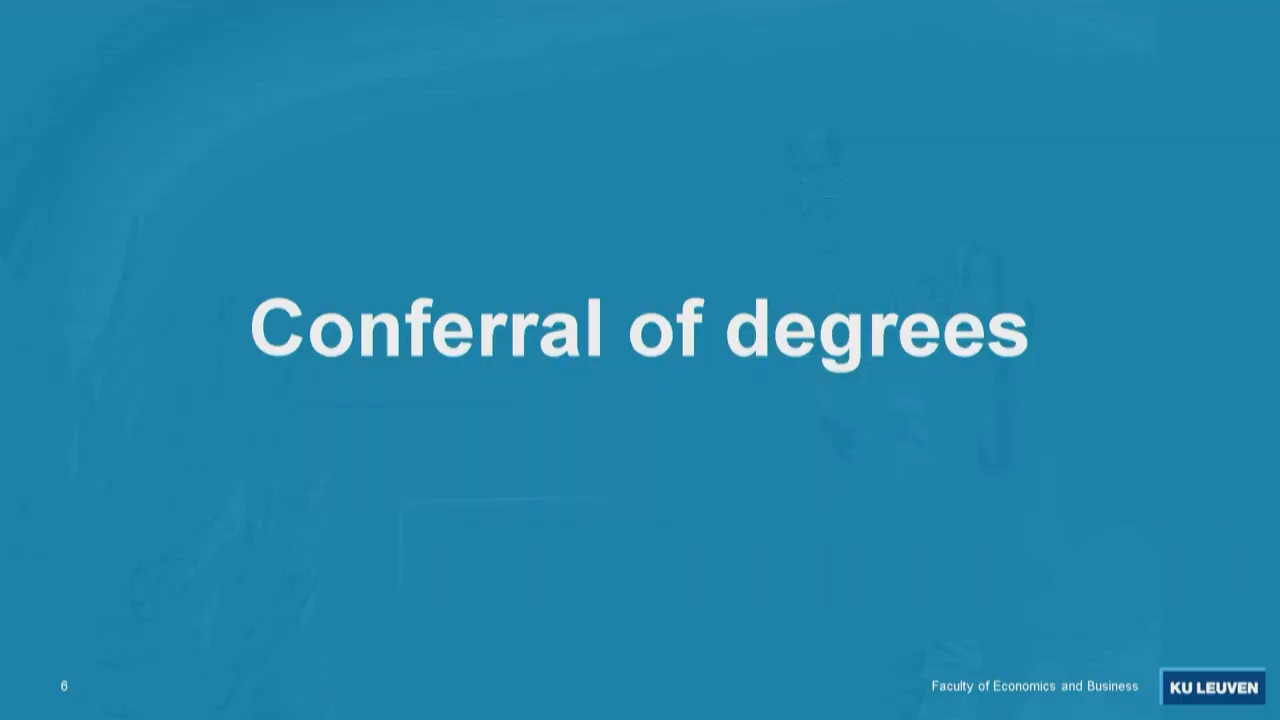 Conferral of degrees
6
Faculty of Economics and Business
KU LEUVEN